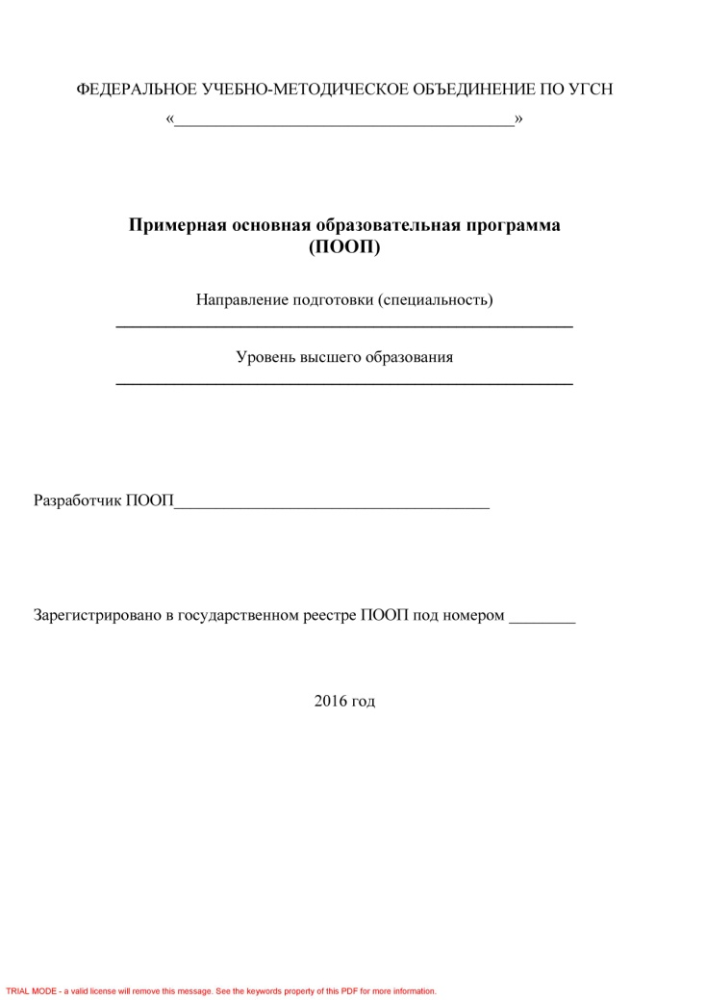 ФЕДЕРАЛЬНОЕ УЧЕБНО-МЕТОДИЧЕСКОЕ ОБЪЕДИНЕНИЕ ПО УГСН
«________________________________________»
Примерная основная образовательная программа
(ПООП)
Направление подготовки (специальность)
Уровень высшего образования
Разработчик ПООП_____________________________________
Зарегистрировано в государственном реестре ПООП под номером ________
2016 год
TRIAL MODE - a valid license will remove this message. See the keywords property of this PDF for more information.